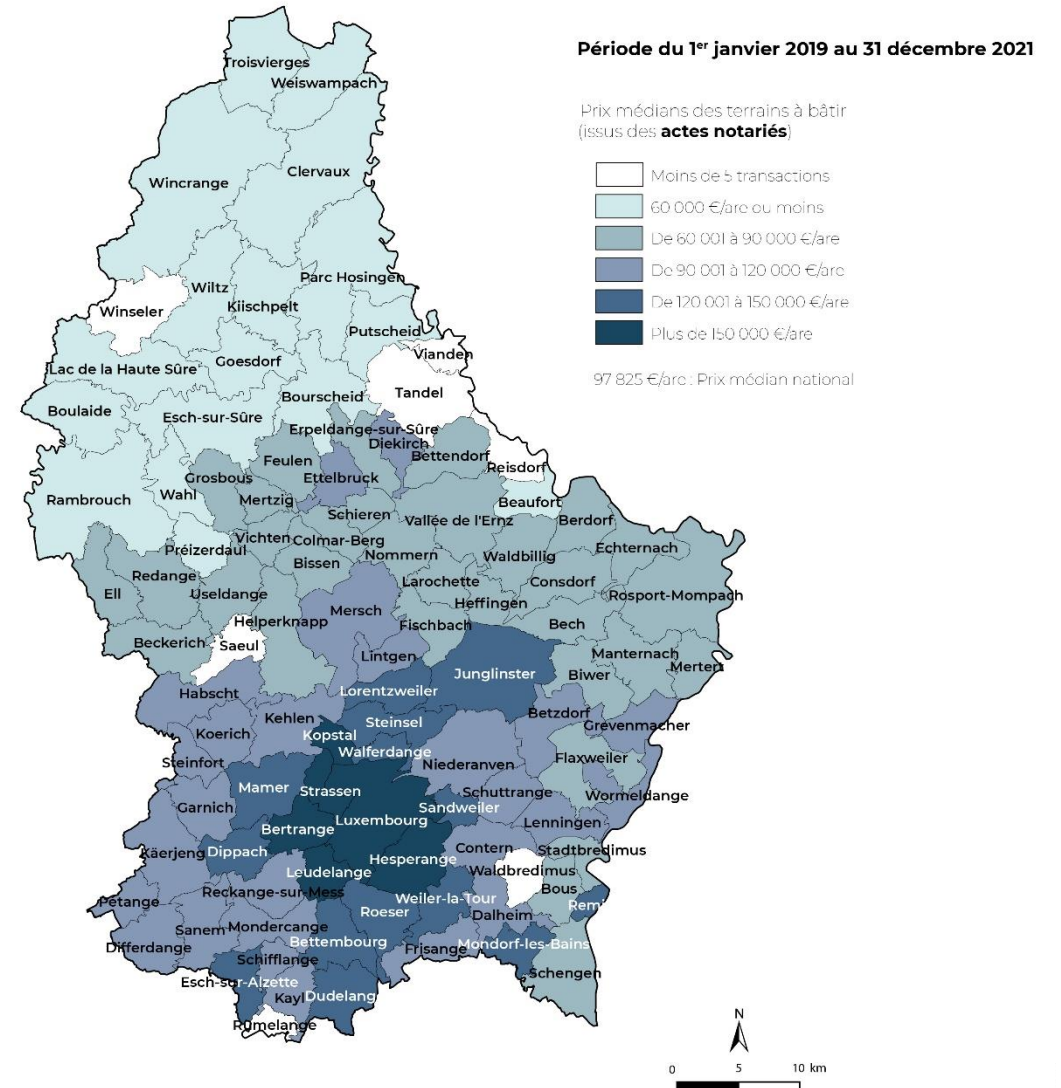 Période du 1er janvier 2019 au 31 décembre 2021
Prix médians des terrains à bâtir
(issus des actes notariés)
Moins de 5 transactions
60 000 €/are ou moins
De 60 001 à 90 000 €/are
De 90 001 à 120 000 €/are
De 120 001 à 150 000 €/are
Plus de 150 000 €/are
97 825 €/are : Prix médian national
Troisvierges
Weiswampach
Clervaux
Wincrange
Parc Hosingen
Wiltz
Kiischpelt
Winseler
Putscheid
Vianden
Goesdorf
Lac de la Haute Sûre
Tandel
Bourscheid
Boulaide
Esch-sur-Sûre
Erpeldange-sur-Sûre
Diekirch
Bettendorf
Feulen
Reisdorf
Grosbous
Ettelbruck
Wahl
Rambrouch
Mertzig
Beaufort
Schieren
Vallée de l'Ernz
Berdorf
Vichten
Colmar-Berg
Préizerdaul
Nommern
Waldbillig
Echternach
Bissen
Redange
Larochette
Consdorf
Ell
Useldange
Rosport-Mompach
Heffingen
Mersch
Helperknapp
Fischbach
Bech
Beckerich
Saeul
Manternach
Lintgen
Mertert
Junglinster
Biwer
Habscht
Lorentzweiler
Betzdorf
Kehlen
Steinsel
Grevenmacher
Koerich
Kopstal
Walferdange
Flaxweiler
Steinfort
Niederanven
Mamer
Strassen
Schuttrange
Wormeldange
Garnich
Sandweiler
Luxembourg
Lenningen
Bertrange
Contern
Stadtbredimus
Käerjeng
Dippach
Hesperange
Waldbredimus
Leudelange
Bous
Reckange-sur-Mess
Weiler-la-Tour
Pétange
Remi
Roeser
Dalheim
Sanem
Mondercange
Bettembourg
Mondorf-les-Bains
Differdange
Frisange
Schifflange
Schengen
Esch-sur-Alzette
Kayl
Dudelang
Rumelange
N
0 5 10 km